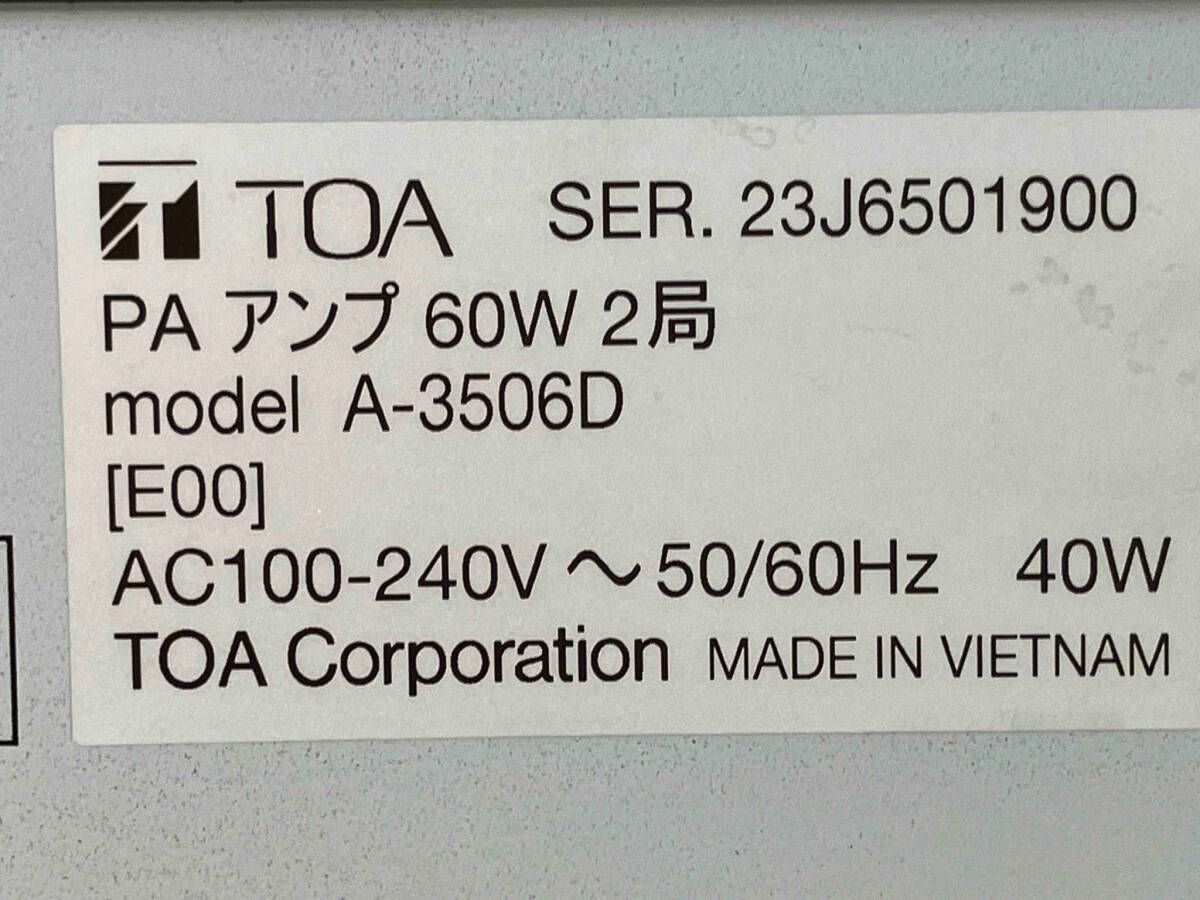 TOA SER. 23J6501900
PA アンプ 60W 2局
model A-3506D
[E00]
AC100-240V ～ 50/60Hz 40W
TOA Corporation MADE IN VIETNAM